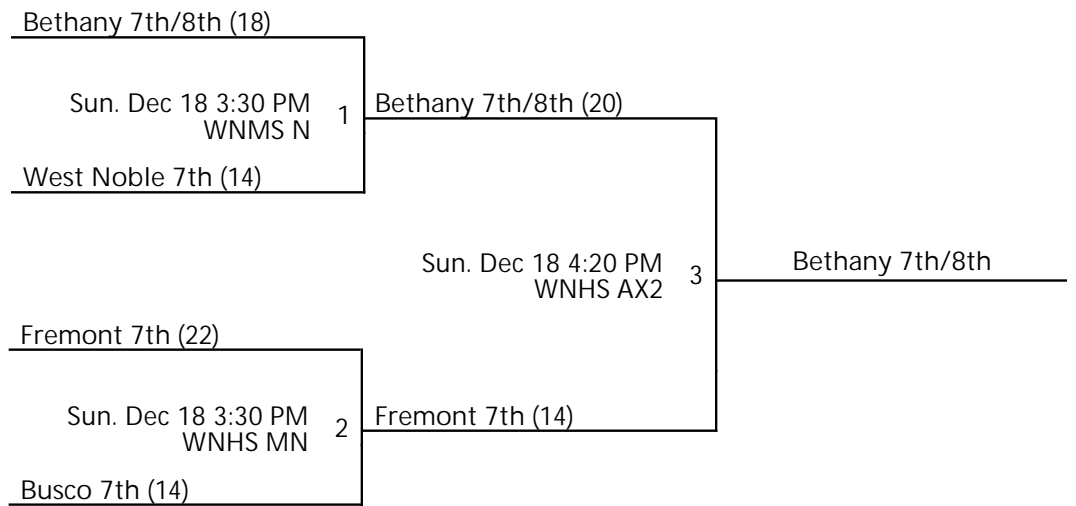 Bethany 7th/8th (18)
Sun. Dec 18 3:30 PM
WNMS N
1
Bethany 7th/8th (20)
West Noble 7th (14)
Sun. Dec 18 4:20 PM
WNHS AX2
3
Bethany 7th/8th
Fremont 7th (22)
Sun. Dec 18 3:30 PM
WNHS MN
2
Fremont 7th (14)
Busco 7th (14)